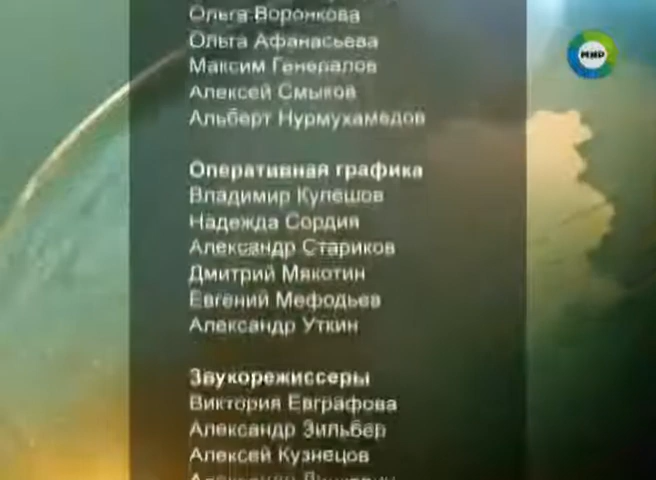 Ольга Воронкова
Ольга Афанасьева
Максим Генералов
Алексей Смыков
Альберт Нурмухамедов
Оперативная графика
Владимир Кулешов
Надежда Сордия
Александр Стариков
Дмитрий Мякотин
Евгений Мефодьев
Александр Уткин
Звукорежиссеры
Виктория Евграфова
Александр Зильбер
Алексей Кузнецов
Александр
МИР